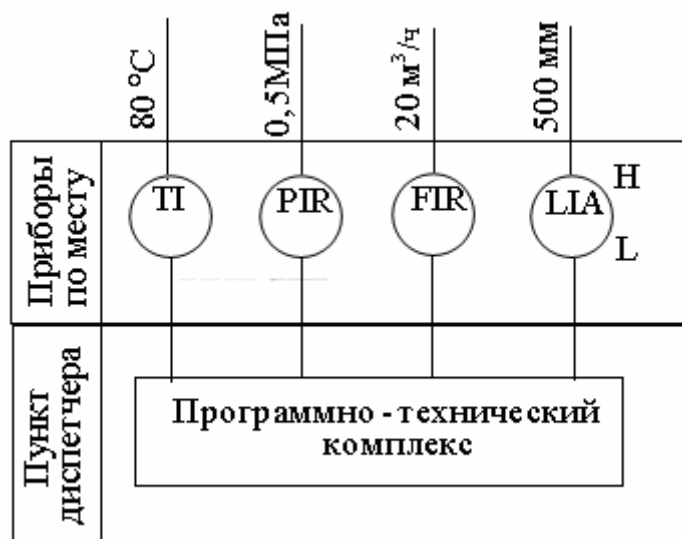 80 °C
0,5МПа
20 м³/ч
500 мм
Приборы
по месту
TI
PIR
FIR
LIA
H
L
Пункт
диспетчера
Программно - технический
комплекс